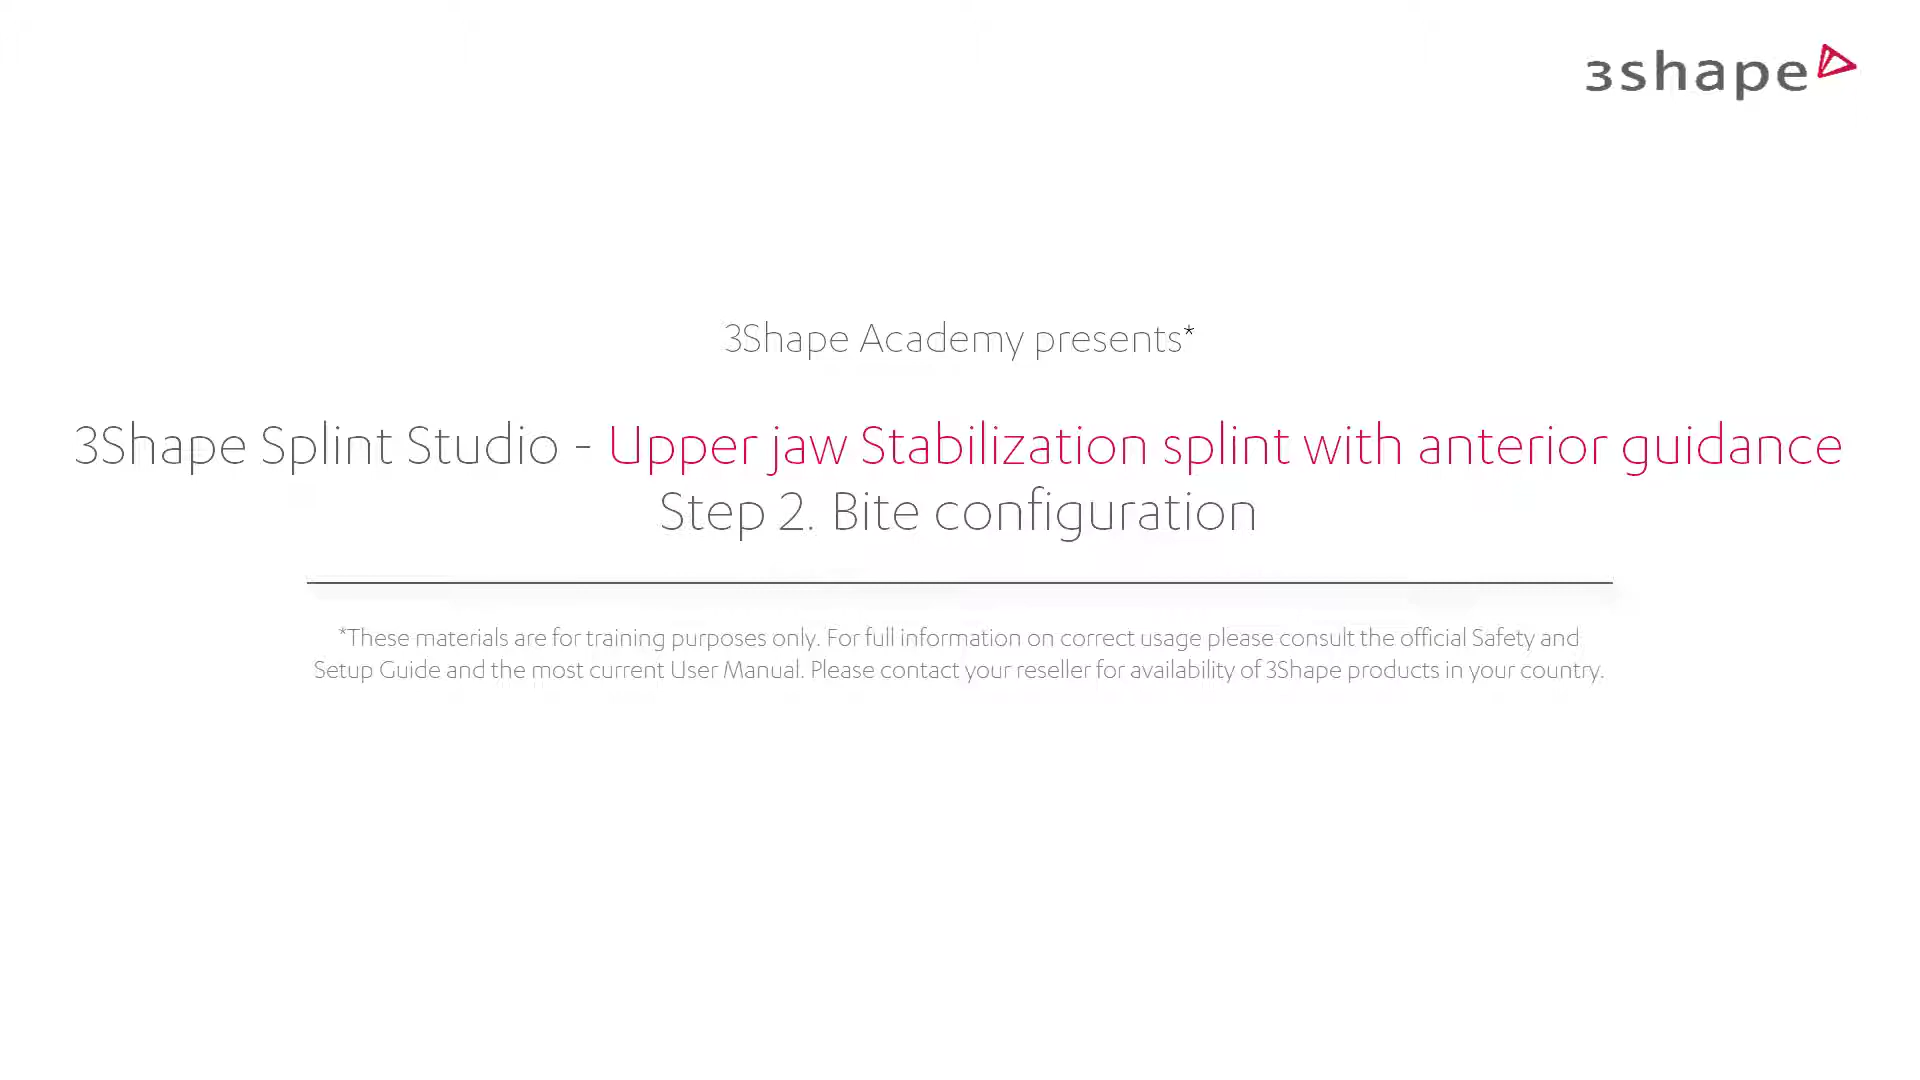 3shape
3Shape Academy presents*
3Shape Splint Studio - Upper jaw Stabilization splint with anterior guidance
Step 2. Bite configuration
*These materials are for training purposes only. For full information on correct usage please consult the official Safety and
Setup Guide and the most current User Manual. Please contact your reseller for availability of 3Shape products in your country.